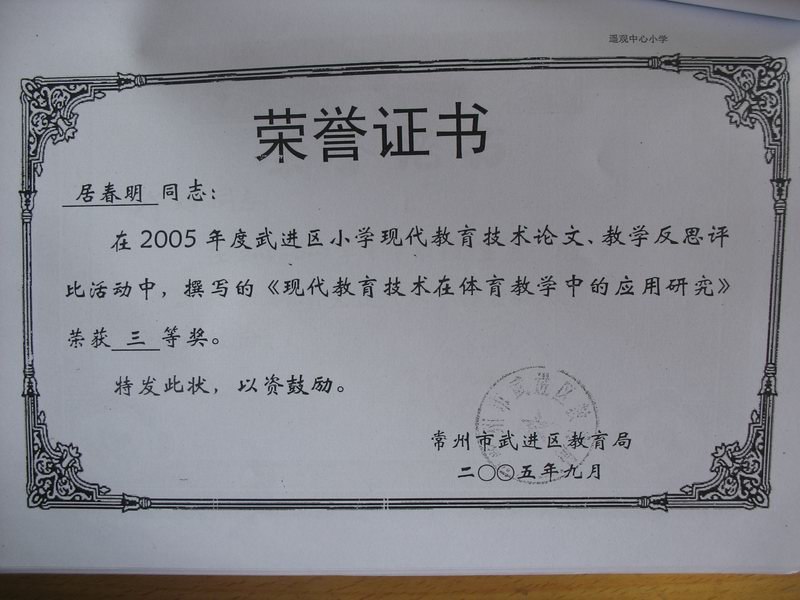 遥观中心小学
荣誉证书
居春明 同志：
在2005年度武进区小学现代教育技术论文、教学反思评
比活动中，撰写的《现代教育技术在体育教学中的应用研究》
荣获 三 等奖。
特发此状，以资鼓励。
常州市武进区教育局
二〇〇五年九月